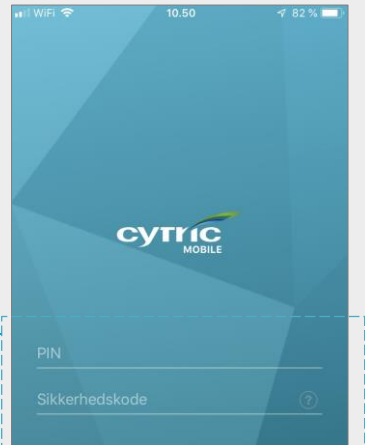 WiFi 10.50 82 %
cytric
MOBILE
PIN
Sikkerhedskode ?